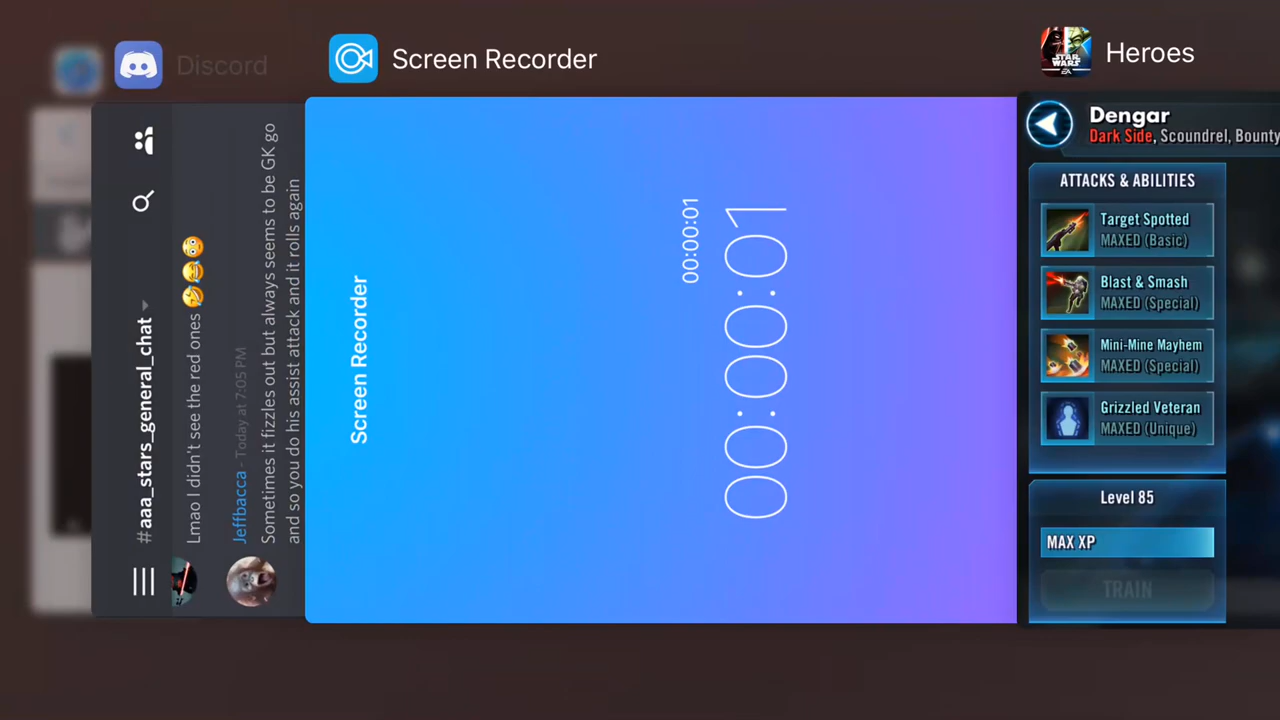 Discord
#aaa_stars_general_chat
Lmao I didn't see the red ones 🤣😂😳
Jeffbacca - Today at 7:05 PM
Sometimes it fizzles out but always seems to be GK go
and so you do his assist attack and it rolls again
Screen Recorder
Screen Recorder
00:00:01
00:00:01
STAR WARS
EA
Heroes
Dengar
Dark Side, Scoundrel, Bounty
ATTACKS & ABILITIES
Target Spotted
MAXED (Basic)
Blast & Smash
MAXED (Special)
Mini-Mine Mayhem
MAXED (Special)
Grizzled Veteran
MAXED (Unique)
Level 85
MAX XP
TRAIN